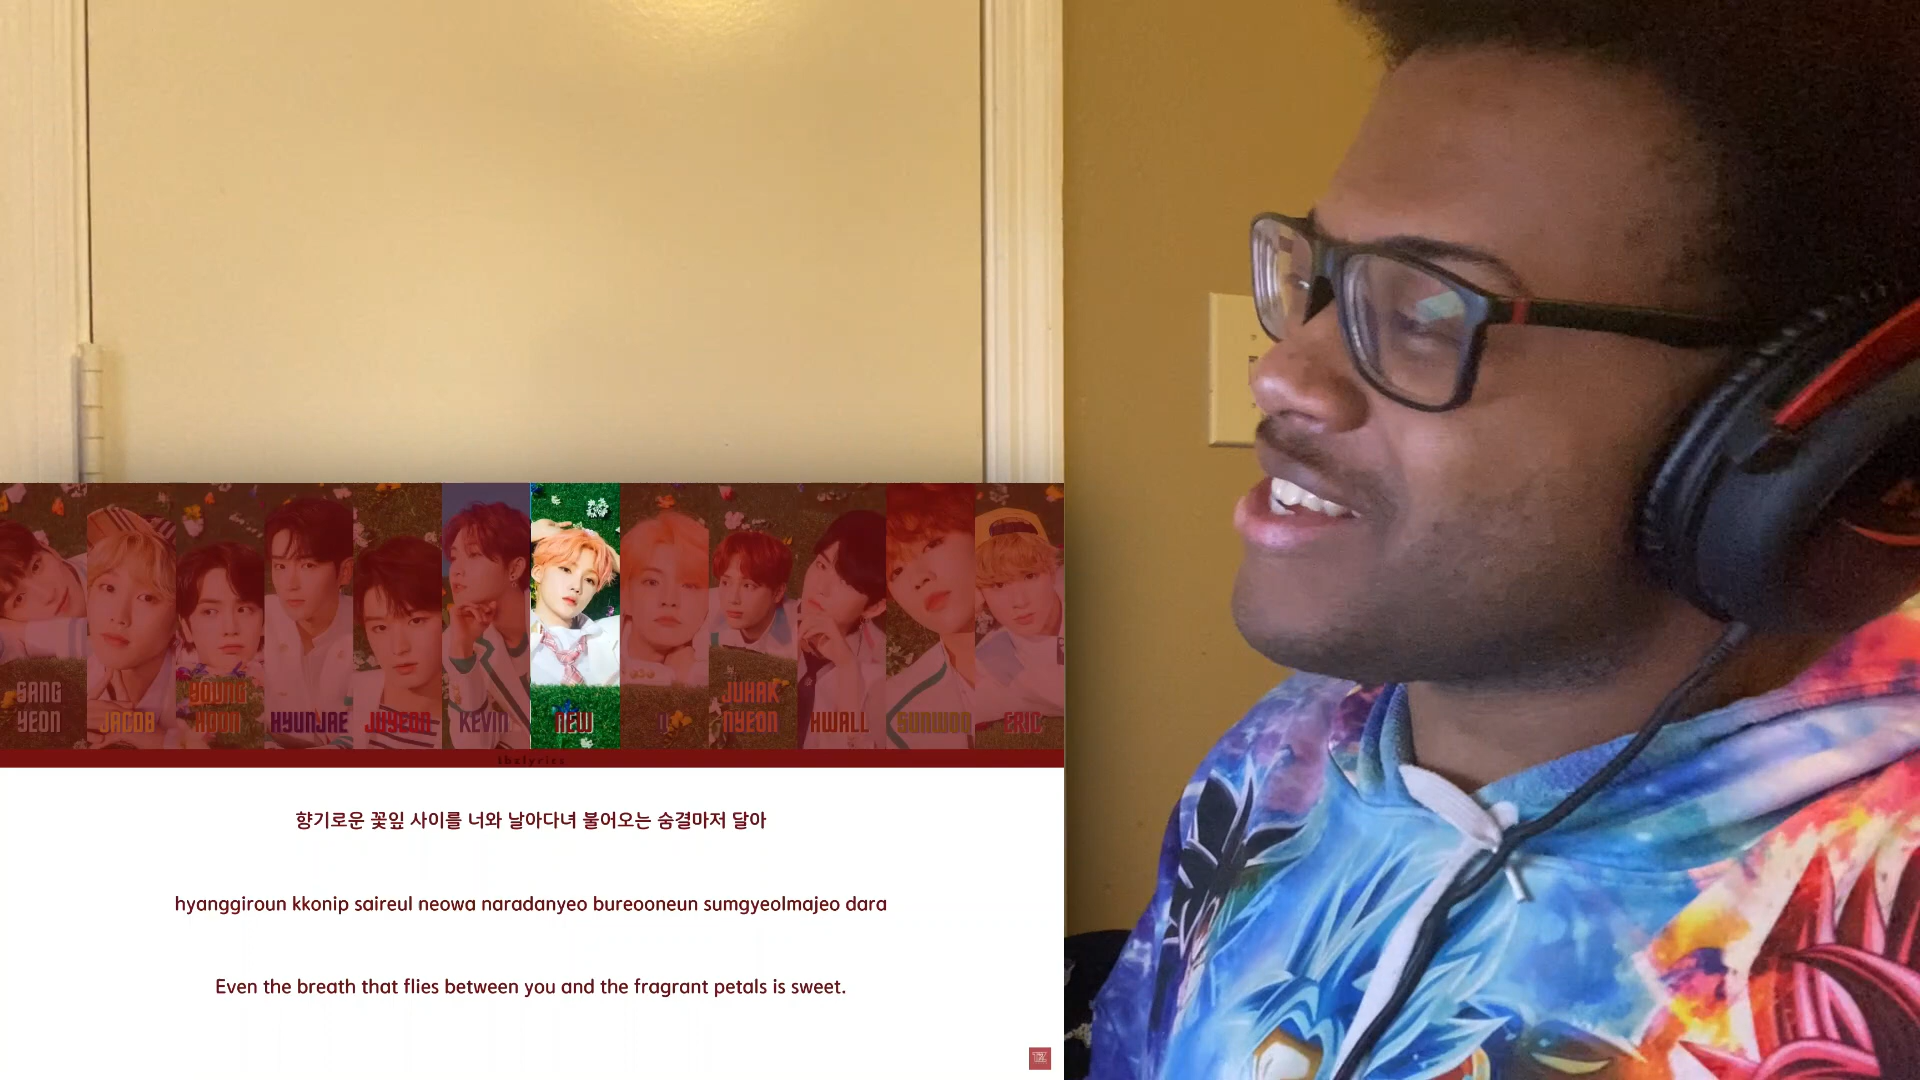 SANG YEON
JACOB
YOUNG HOON
HYUNJAE
JUYEON
KEVIN
NEW
Q
JUHAK NYEON
HWALL
SUNWOO
ERIC
향기로운 꽃잎 사이를 너와 날아다녀 불어오는 숨결마저 달아
hyanggiroun kkonip saireul neowa naradanyeo bureooneun sumgyeolmajeo dara
Even the breath that flies between you and the fragrant petals is sweet.